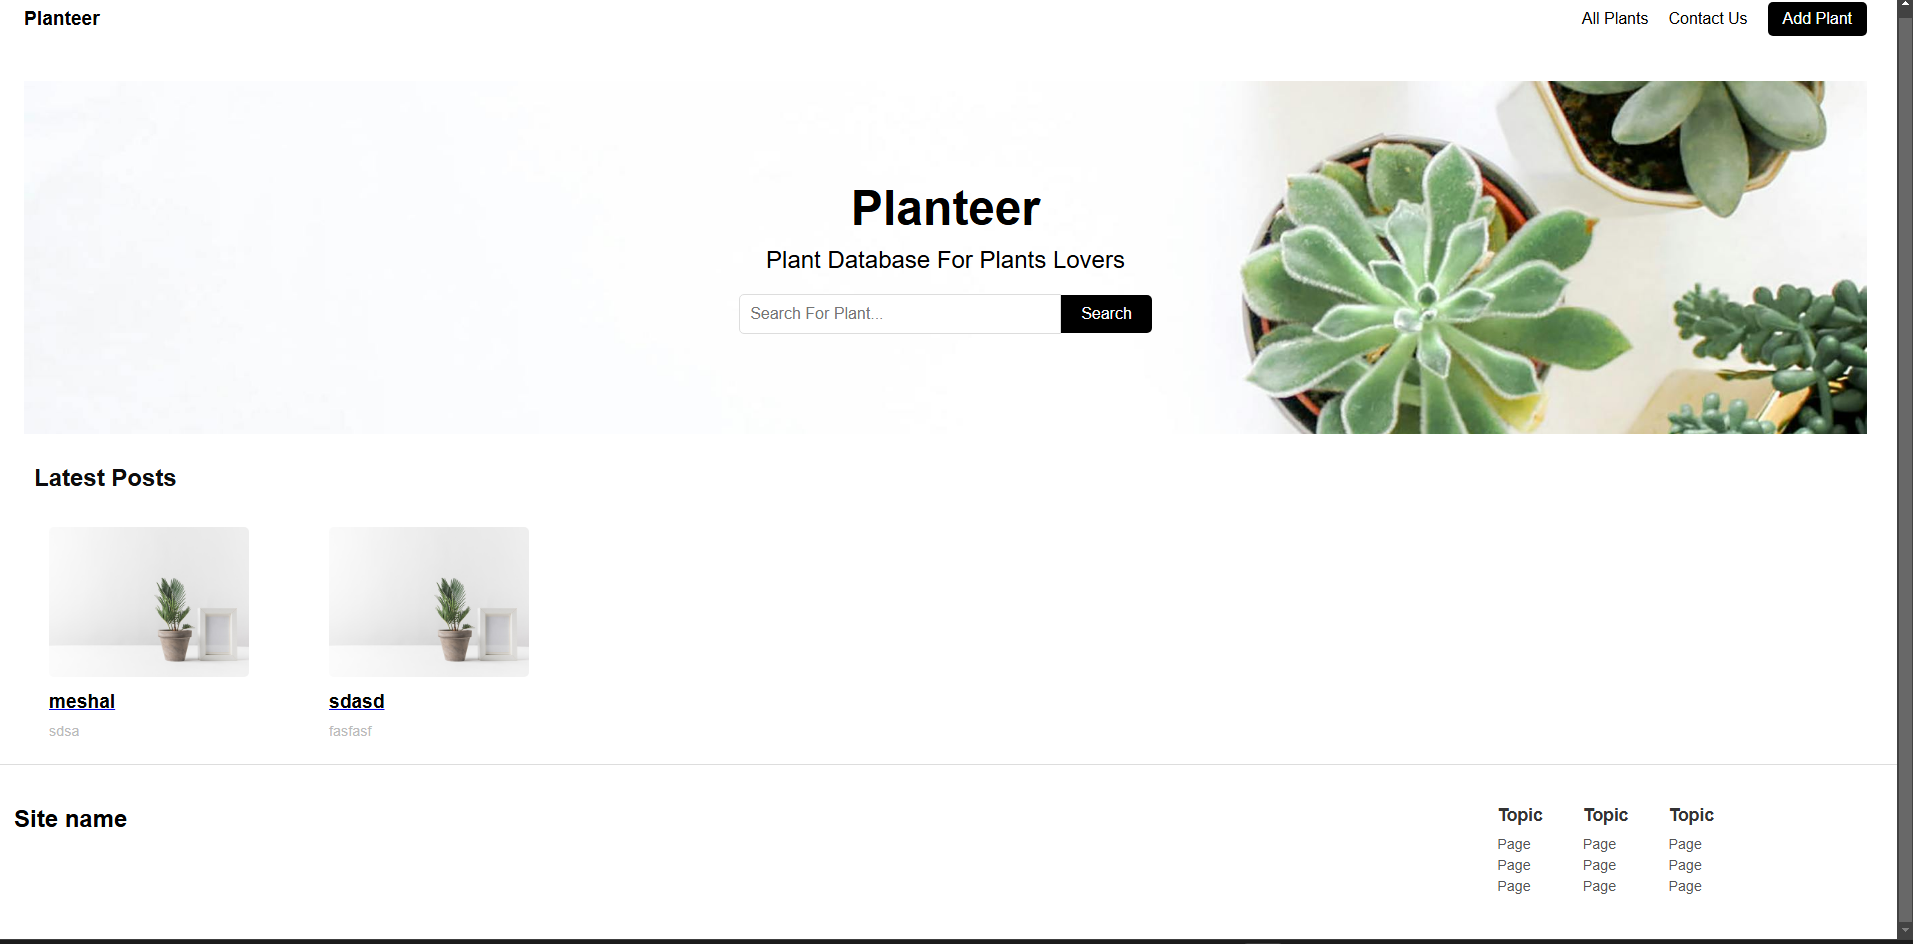 Planteer
All Plants Contact Us Add Plant
Planteer
Plant Database For Plants Lovers
Search For Plant... Search
Latest Posts
meshal
sdsa
sdasd
fasfasf
Site name
Topic
Page
Page
Page
Topic
Page
Page
Page
Topic
Page
Page
Page